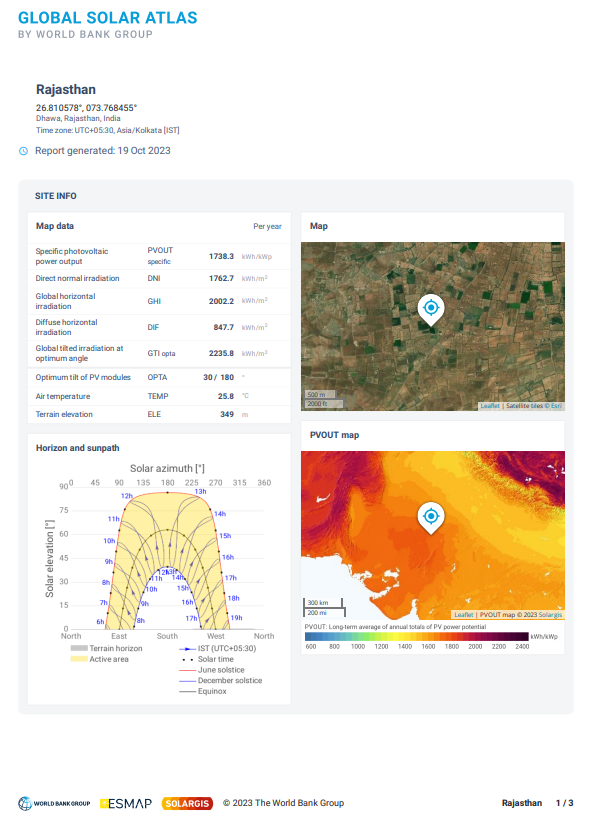 GLOBAL SOLAR ATLAS
BY WORLD BANK GROUP
Rajasthan
26.810578°, 073.768455°
Dhawa, Rajasthan, India
Time zone: UTC+05:30, Asia/Kolkata [IST]
Report generated: 19 Oct 2023
SITE INFO
Map data Per year
Specific photovoltaic power output PVOUT specific 1738.3 kWh/kWp
Direct normal irradiation DNI 1762.7 kWh/m²
Global horizontal irradiation GHI 2002.2 kWh/m²
Diffuse horizontal irradiation DIF 847.7 kWh/m²
Global tilted irradiation at optimum angle GTI opta 2235.8 kWh/m²
Optimum tilt of PV modules OPTA 30 / 180 °
Air temperature TEMP 25.8 °C
Terrain elevation ELE 349 m
Map
500 m
2000 ft
Leaflet | Satellite tiles © Esri
Horizon and sunpath
Solar azimuth [°]
0 45 90 135 180 225 270 315 360
Solar elevation [°]
90
75
60
45
30
15
0
12h 13h
11h 14h
10h 15h
9h 16h
8h 17h
7h 18h
6h 19h
11h 12h 13h 14h
10h 15h
9h 16h
8h 17h
North East South West North
Terrain horizon
Active area
IST (UTC+05:30)
Solar time
June solstice
December solstice
Equinox
PVOUT map
300 km
200 mi
Leaflet | PVOUT map © 2023 Solargis
PVOUT: Long-term average of annual totals of PV power potential
kWh/kWp
600 800 1000 1200 1400 1600 1800 2000 2200 2400
WORLD BANK GROUP ESMAP SOLARGIS © 2023 The World Bank Group Rajasthan 1 / 3